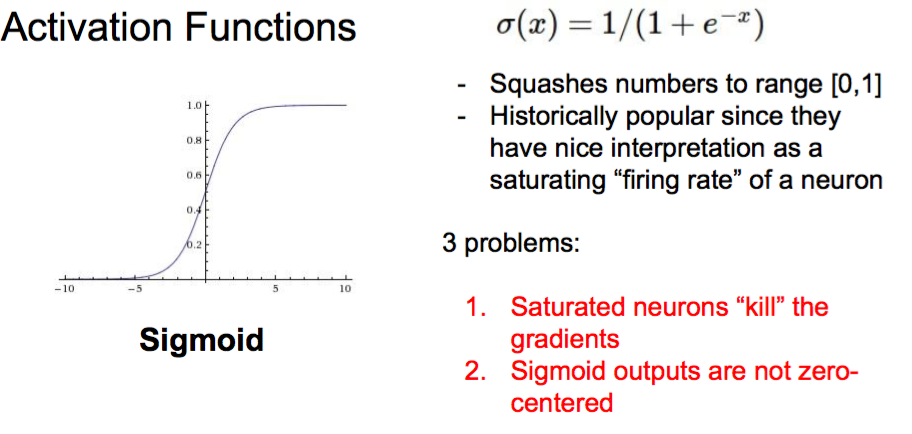 Activation Functions
σ(x) = 1/(1 + e⁻ˣ)
- Squashes numbers to range [0,1]
- Historically popular since they
have nice interpretation as a
saturating “firing rate” of a neuron
1.0
0.8
0.6
0.4
0.2
-10
-5
5
10
Sigmoid
3 problems:
1. Saturated neurons “kill” the
gradients
2. Sigmoid outputs are not zero-
centered